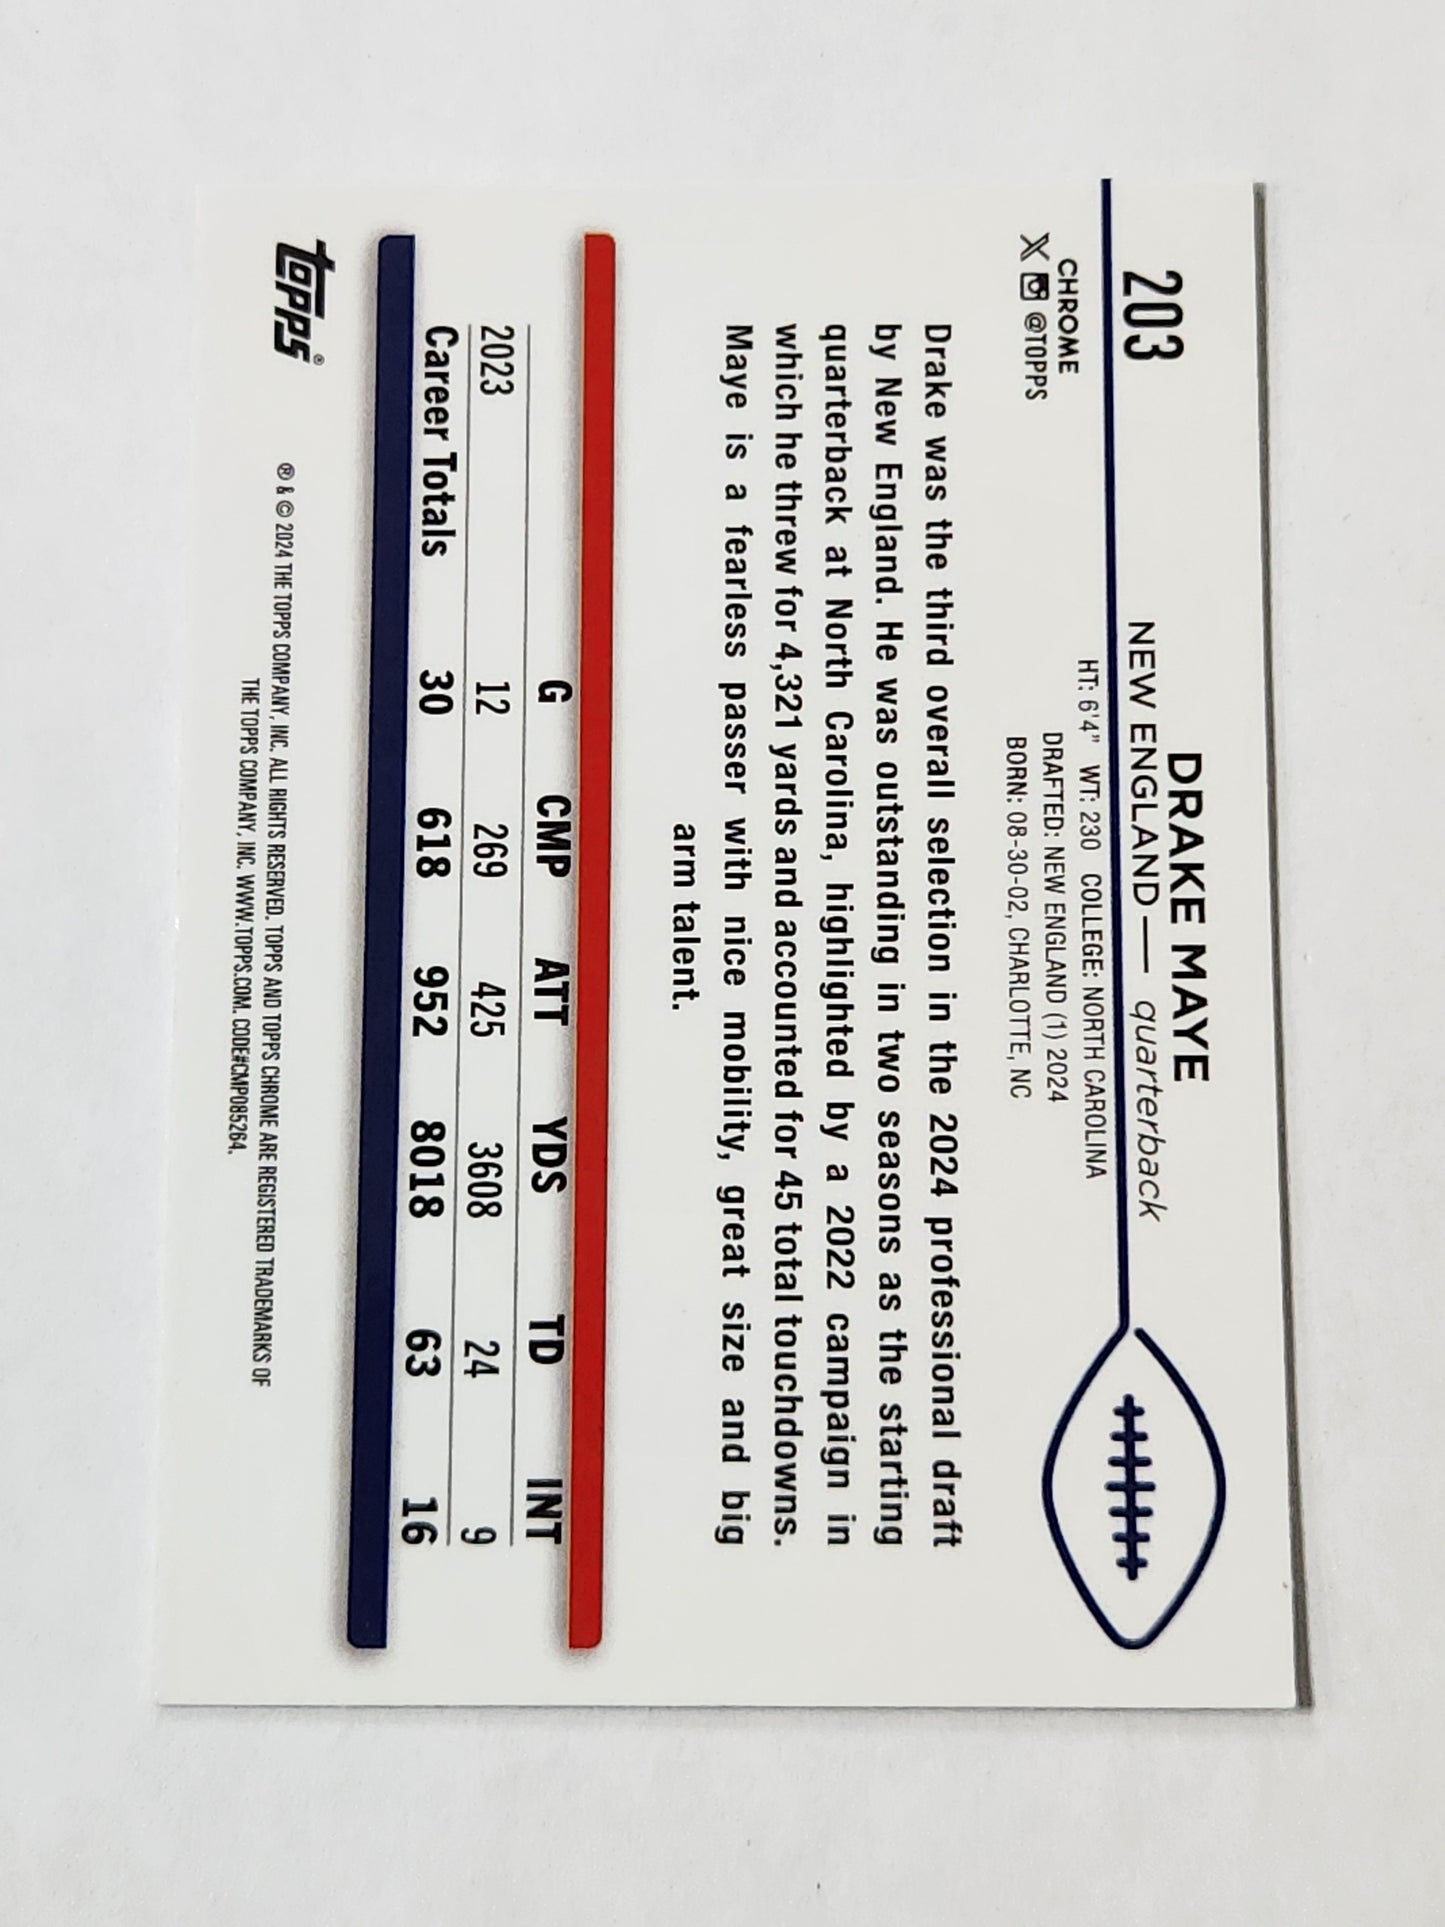 203
DRAKE MAYE
NEW ENGLAND — quarterback
CHROME
X @TOPPS
HT: 6'4" WT: 230 COLLEGE: NORTH CAROLINA
DRAFTED: NEW ENGLAND (1) 2024
BORN: 08-30-02, CHARLOTTE, NC
Drake was the third overall selection in the 2024 professional draft
by New England. He was outstanding in two seasons as the starting
quarterback at North Carolina, highlighted by a 2022 campaign in
which he threw for 4,321 yards and accounted for 45 total touchdowns.
Maye is a fearless passer with nice mobility, great size and big
arm talent.
G CMP ATT YDS TD INT
2023 12 269 425 3608 24 9
Career Totals 30 618 952 8018 63 16
topps®
® & © 2024 THE TOPPS COMPANY, INC. ALL RIGHTS RESERVED. TOPPS AND TOPPS CHROME ARE REGISTERED TRADEMARKS OF
THE TOPPS COMPANY, INC. WWW.TOPPS.COM. CODE#CMP085264.